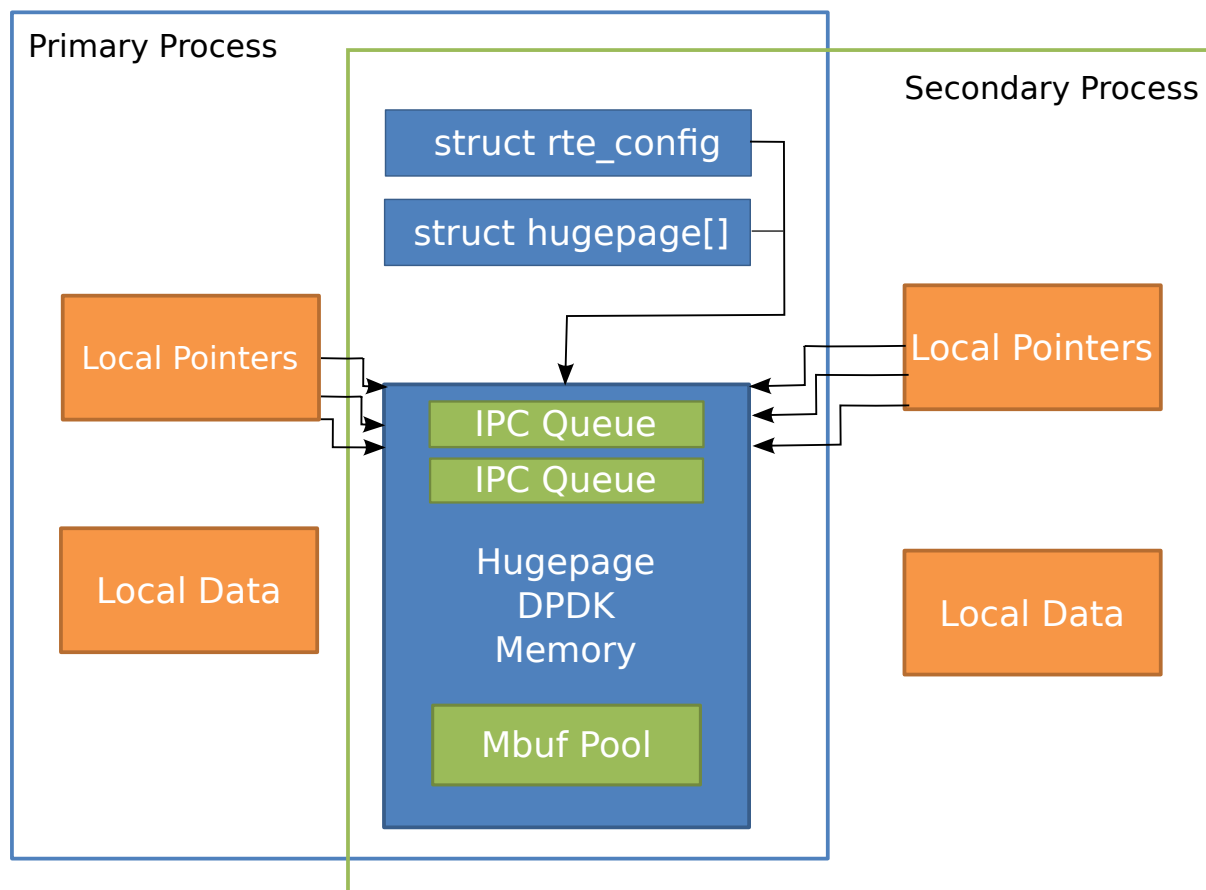 Primary Process
Secondary Process
struct rte_config
struct hugepage[]
Local Pointers
Local Pointers
IPC Queue
IPC Queue
Hugepage
DPDK
Memory
Local Data
Local Data
Mbuf Pool